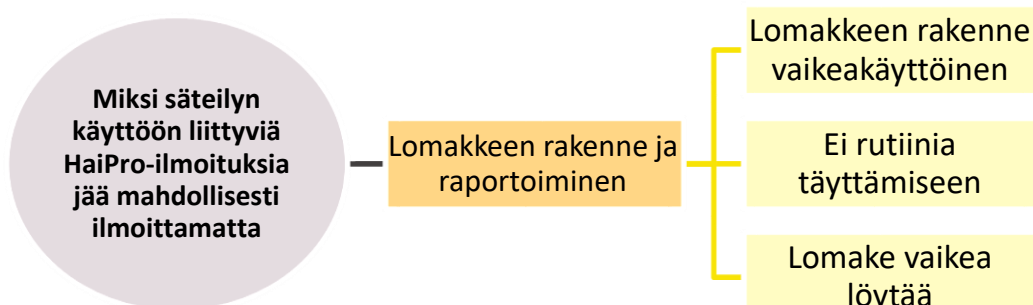 Miksi säteilyn
käyttöön liittyviä
HaiPro-ilmoituksia
jää mahdollisesti
ilmoittamatta
Lomakkeen rakenne ja
raportoiminen
Lomakkeen rakenne
vaikeakäyttöinen
Ei rutiinia
täyttämiseen
Lomake vaikea
löytää